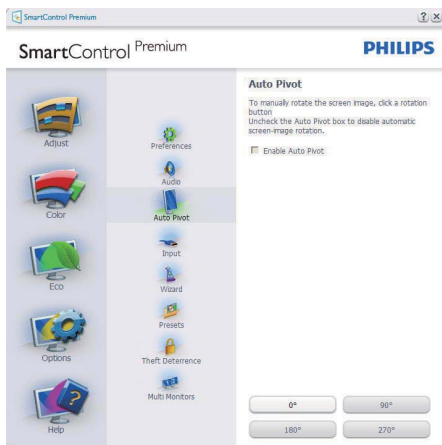 SmartControl Premium
? x
SmartControl Premium
PHILIPS
Adjust
Color
Eco
Options
Help
Preferences
Audio
Auto Pivot
Input
Wizard
Presets
Theft Deterrence
Multi Monitors
Auto Pivot
To manually rotate the screen image, click a rotation
button
Uncheck the Auto Pivot box to disable automatic
screen-image rotation.
Enable Auto Pivot
0°
90°
180°
270°